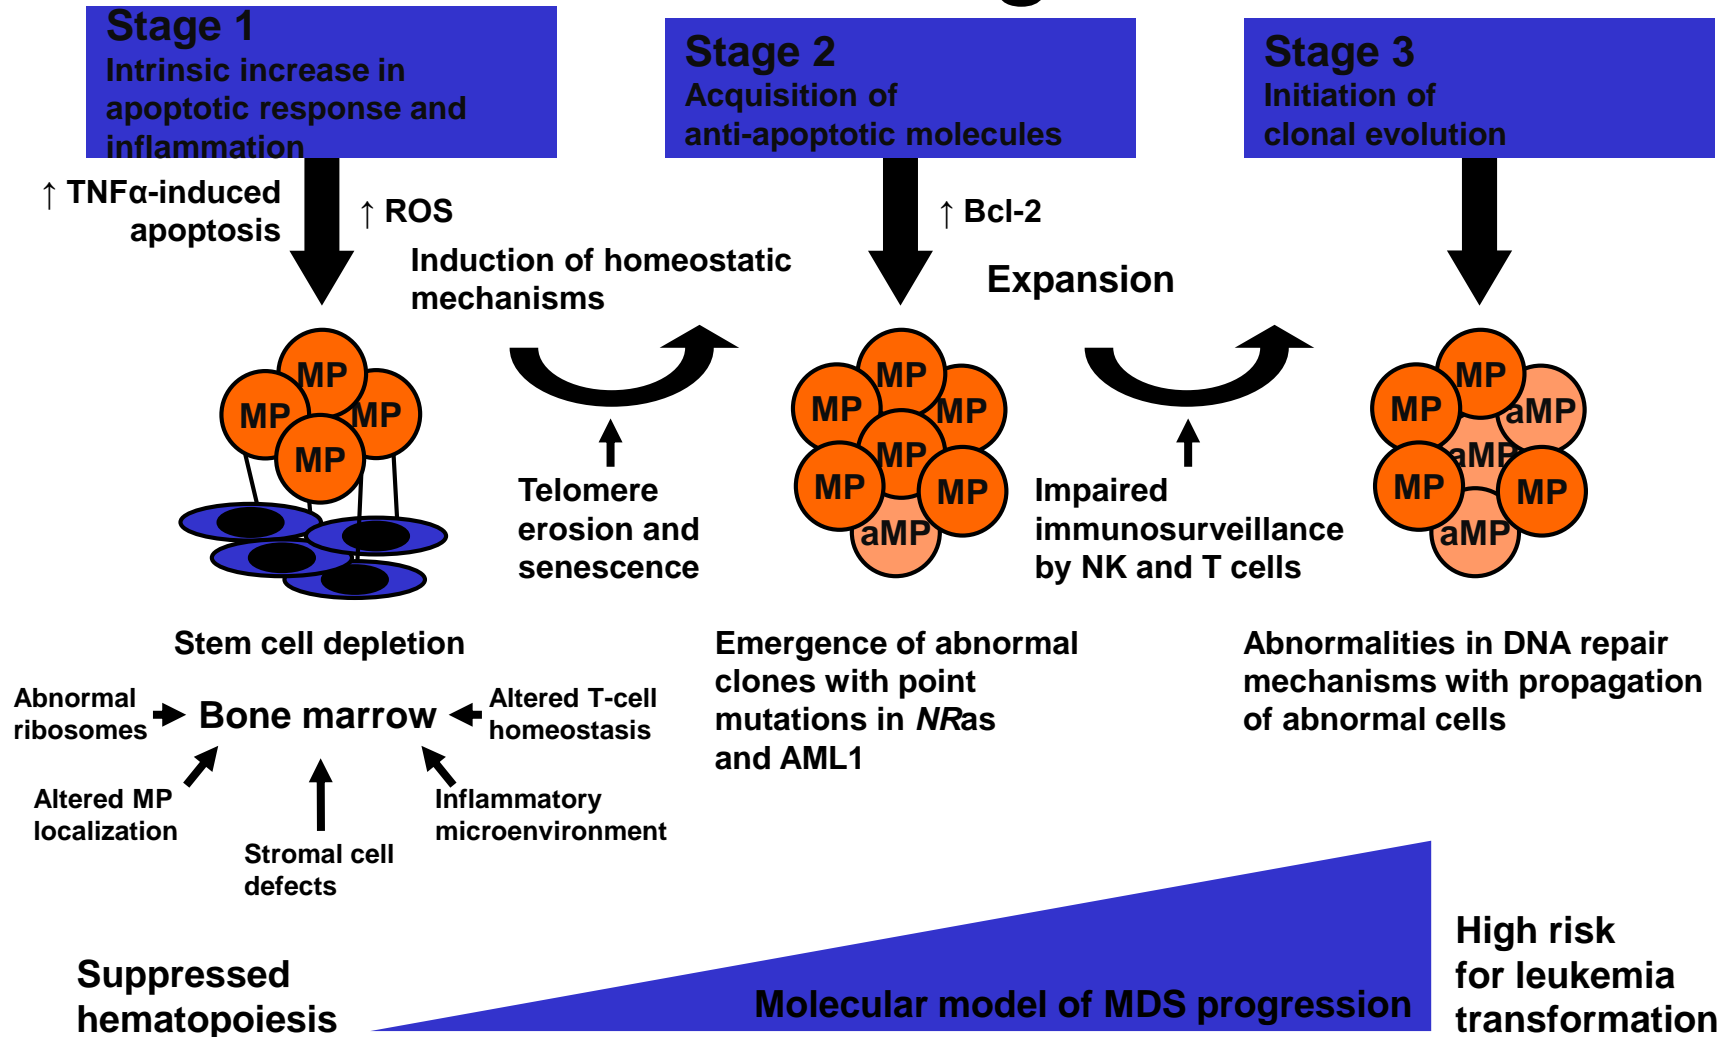 Stage 1
Intrinsic increase in
apoptotic response and
inflammation
Stage 2
Acquisition of
anti-apoptotic molecules
Stage 3
Initiation of
clonal evolution
↑ TNFα-induced
apoptosis
↑ ROS
↑ Bcl-2
Induction of homeostatic
mechanisms
Expansion
MP
MP
MP
MP
MP
MP
MP
MP
MP
MP
aMP
MP
MP
aMP
aMP
MP
MP
aMP
Telomere
erosion and
senescence
Impaired
immunosurveillance
by NK and T cells
Stem cell depletion
Abnormal
ribosomes
Bone marrow
Altered T-cell
homeostasis
Altered MP
localization
Stromal cell
defects
Inflammatory
microenvironment
Emergence of abnormal
clones with point
mutations in NRas
and AML1
Abnormalities in DNA repair
mechanisms with propagation
of abnormal cells
Suppressed
hematopoiesis
Molecular model of MDS progression
High risk
for leukemia
transformation